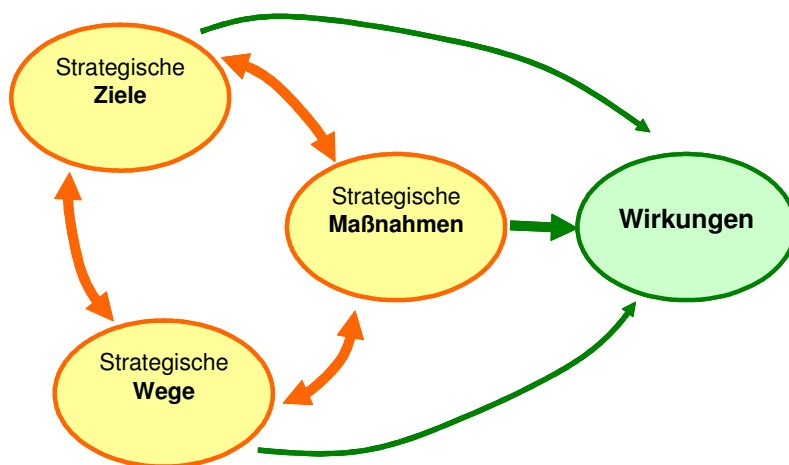 Strategische
Ziele
Strategische
Maßnahmen
Wirkungen
Strategische
Wege